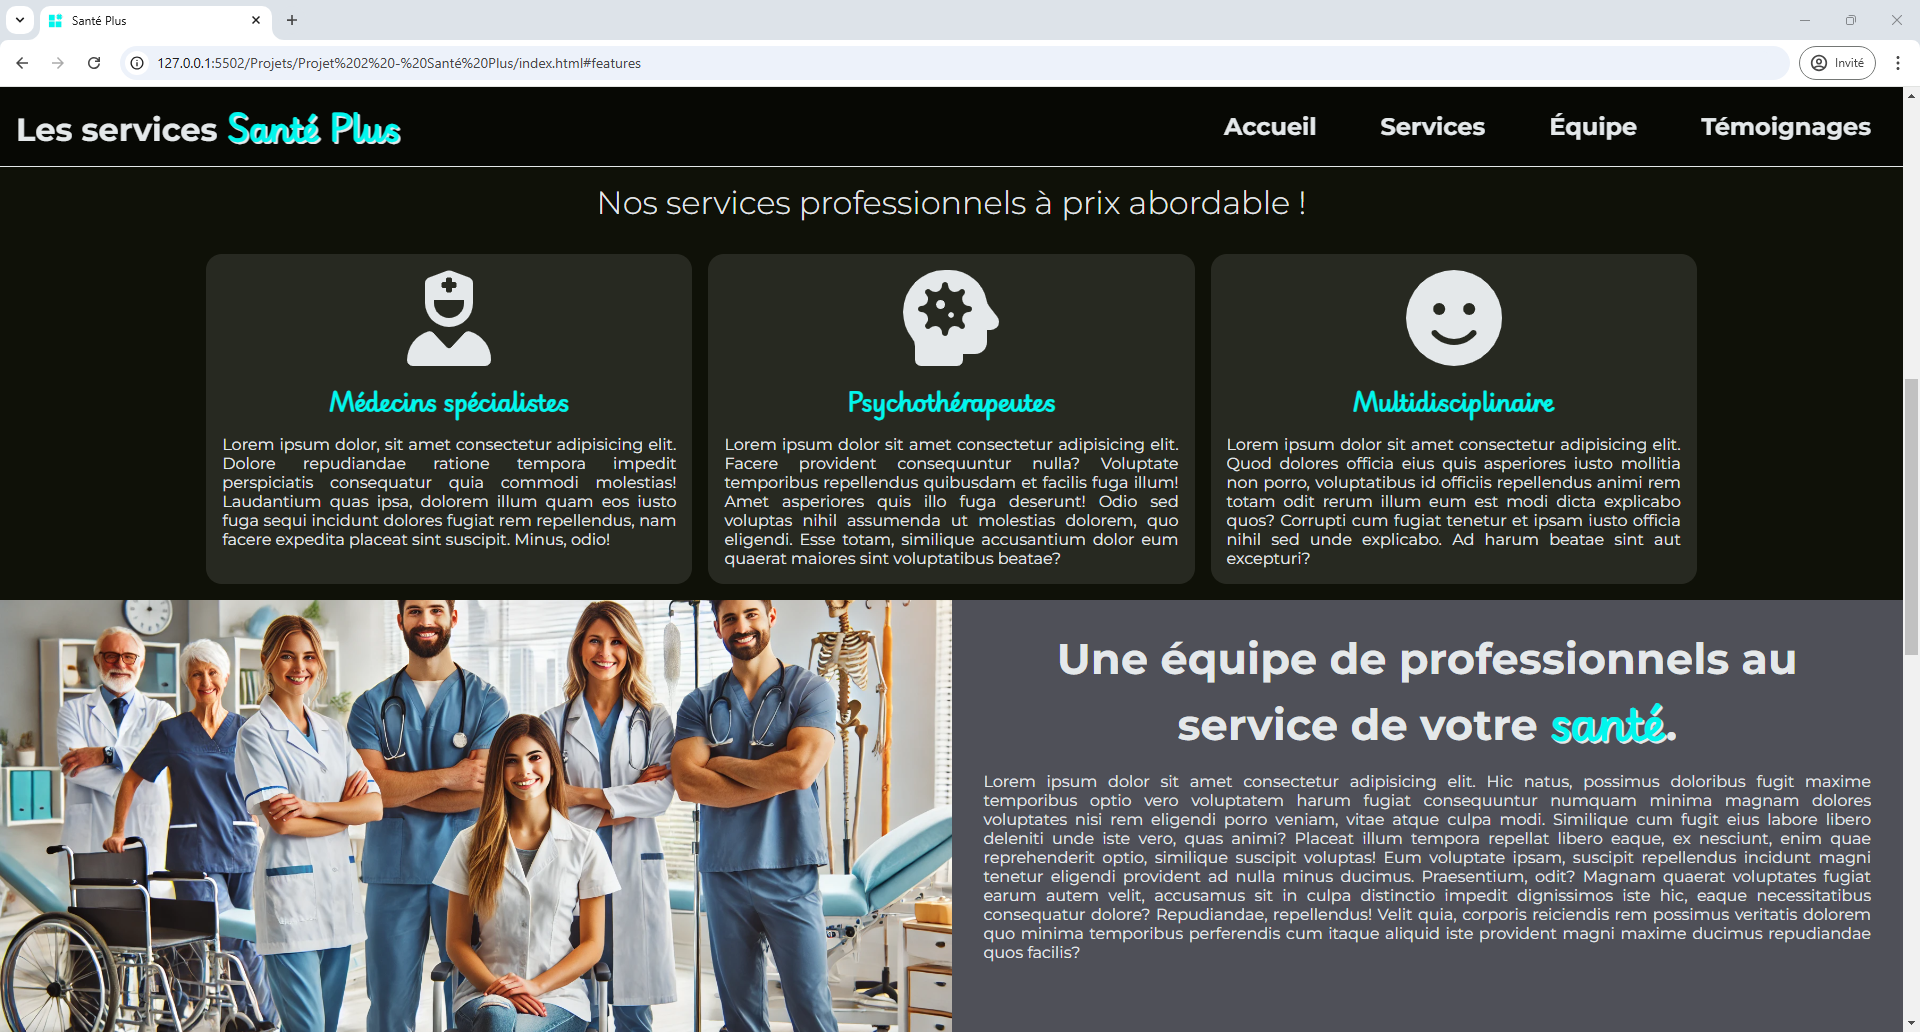 Santé Plus
127.0.0.1:5502/Projets/Projet%202%20-%20Santé%20Plus/index.html#features
Invité
Les services Santé Plus
Accueil Services Équipe Témoignages
Nos services professionnels à prix abordable !
Médecins spécialistes
Lorem ipsum dolor, sit amet consectetur adipisicing elit.
Dolore repudiandae ratione tempora impedit
perspiciatis consequatur quia commodi molestias!
Laudantium quas ipsa, dolorem illum quam eos iusto
fuga sequi incidunt dolores fugiat rem repellendus, nam
facere expedita placeat sint suscipit. Minus, odio!
Psychothérapeutes
Lorem ipsum dolor sit amet consectetur adipisicing elit.
Facere provident consequuntur nulla? Voluptate
temporibus repellendus quibusdam et facilis fuga illum!
Amet asperiores quis illo fuga deserunt! Odio sed
voluptas nihil assumenda ut molestias dolorem, quo
eligendi. Esse totam, similique accusantium dolor eum
quaerat maiores sint voluptatibus beatae?
Multidisciplinaire
Lorem ipsum dolor sit amet consectetur adipisicing elit.
Quod dolores officia eius quis asperiores iusto mollitia
non porro, voluptatibus id officiis repellendus animi rem
totam odit rerum illum eum est modi dicta explicabo
quos? Corrupti cum fugiat tenetur et ipsam iusto officia
nihil sed unde explicabo. Ad harum beatae sint aut
excepturi?
Une équipe de professionnels au
service de votre santé.
Lorem ipsum dolor sit amet consectetur adipisicing elit. Hic natus, possimus doloribus fugit maxime
temporibus optio vero voluptatem harum fugiat consequuntur numquam minima magnam dolores
voluptates nisi rem eligendi porro veniam, vitae atque culpa modi. Similique cum fugit eius labore libero
deleniti unde iste vero, quas animi? Placeat illum tempora repellat libero eaque, ex nesciunt, enim quae
reprehenderit optio, similique suscipit voluptas! Eum voluptate ipsam, suscipit repellendus incidunt magni
tenetur eligendi provident ad nulla minus ducimus. Praesentium, odit? Magnam quaerat voluptates fugiat
earum autem velit, accusamus sit in culpa distinctio impedit dignissimos iste hic, eaque necessitatibus
consequatur dolore? Repudiandae, repellendus! Velit quia, corporis reiciendis rem possimus veritatis dolorem
quo minima temporibus perferendis cum itaque aliquid iste provident magni maxime ducimus repudiandae
quos facilis?